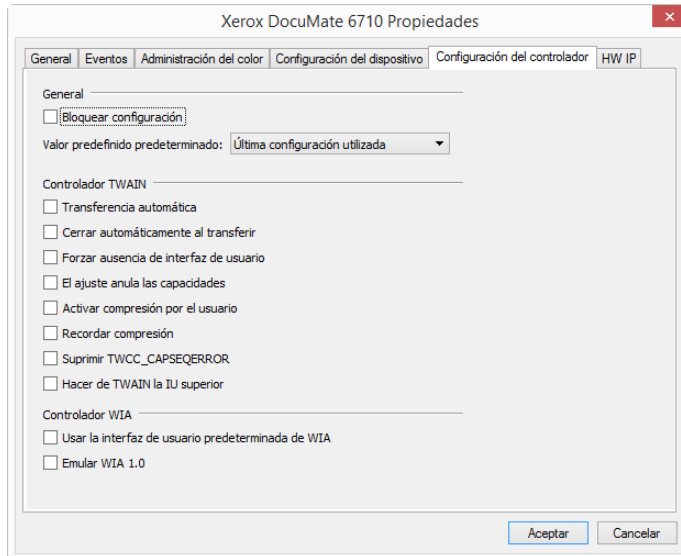 Xerox DocuMate 6710 Propiedades
General Eventos Administración del color Configuración del dispositivo Configuración del controlador HW IP
General
Bloquear configuración
Valor predefinido predeterminado: Última configuración utilizada
Controlador TWAIN
Transferencia automática
Cerrar automáticamente al transferir
Forzar ausencia de interfaz de usuario
El ajuste anula las capacidades
Activar compresión por el usuario
Recordar compresión
Suprimir TWCC_CAPSEQERROR
Hacer de TWAIN la IU superior
Controlador WIA
Usar la interfaz de usuario predeterminada de WIA
Emular WIA 1.0
Aceptar Cancelar